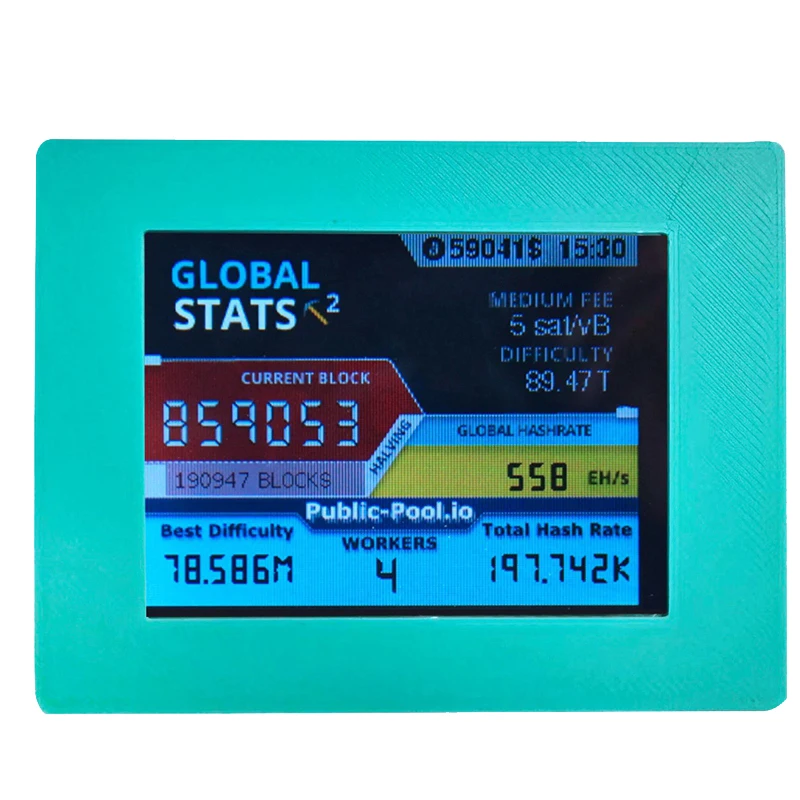 59041$ 15:30
GLOBAL
STATS 2
MEDIUM FEE
5 sat/vB
DIFFICULTY
89.47T
CURRENT BLOCK
859053
HALVING
190947 BLOCKS
GLOBAL HASHRATE
558 EH/s
Public-Pool.io
Best Difficulty
78.586M
WORKERS
4
Total Hash Rate
197.742K